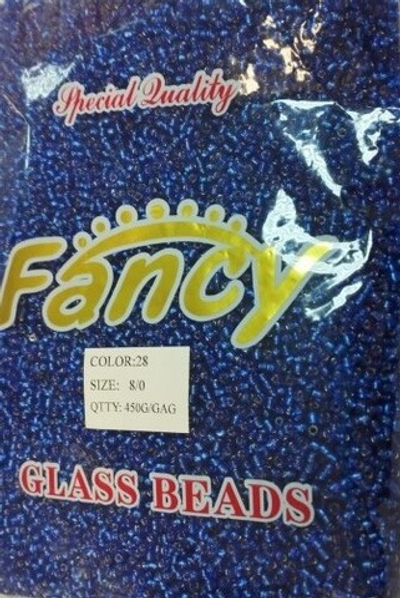 Special Quality
Fancy
COLOR:28
SIZE: 8/0
QTTY: 450G/GAG
GLASS BEADS